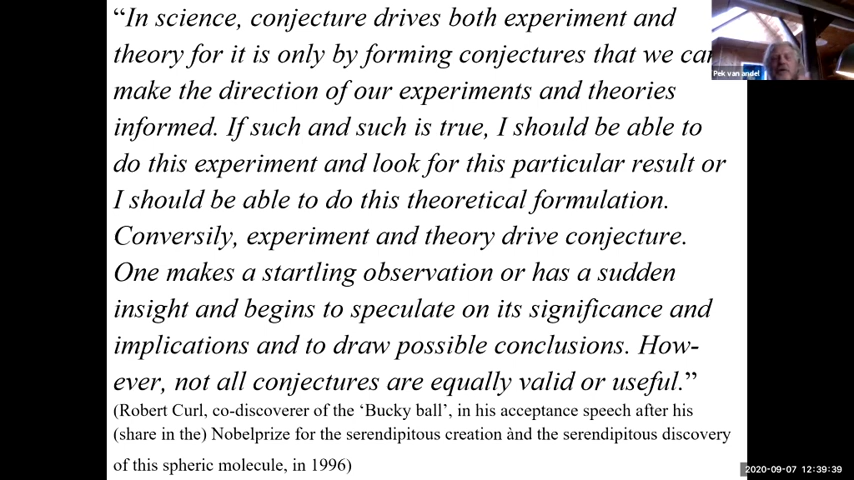 “In science, conjecture drives both experiment and
theory for it is only by forming conjectures that we can
make the direction of our experiments and theories
informed. If such and such is true, I should be able to
do this experiment and look for this particular result or
I should be able to do this theoretical formulation.
Conversily, experiment and theory drive conjecture.
One makes a startling observation or has a sudden
insight and begins to speculate on its significance and
implications and to draw possible conclusions. How-
ever, not all conjectures are equally valid or useful.”
(Robert Curl, co-discoverer of the ‘Bucky ball’, in his acceptance speech after his
(share in the) Nobelprize for the serendipitous creation ànd the serendipitous discovery
of this spheric molecule, in 1996)
Pek van andel
2020-09-07 12:39:39